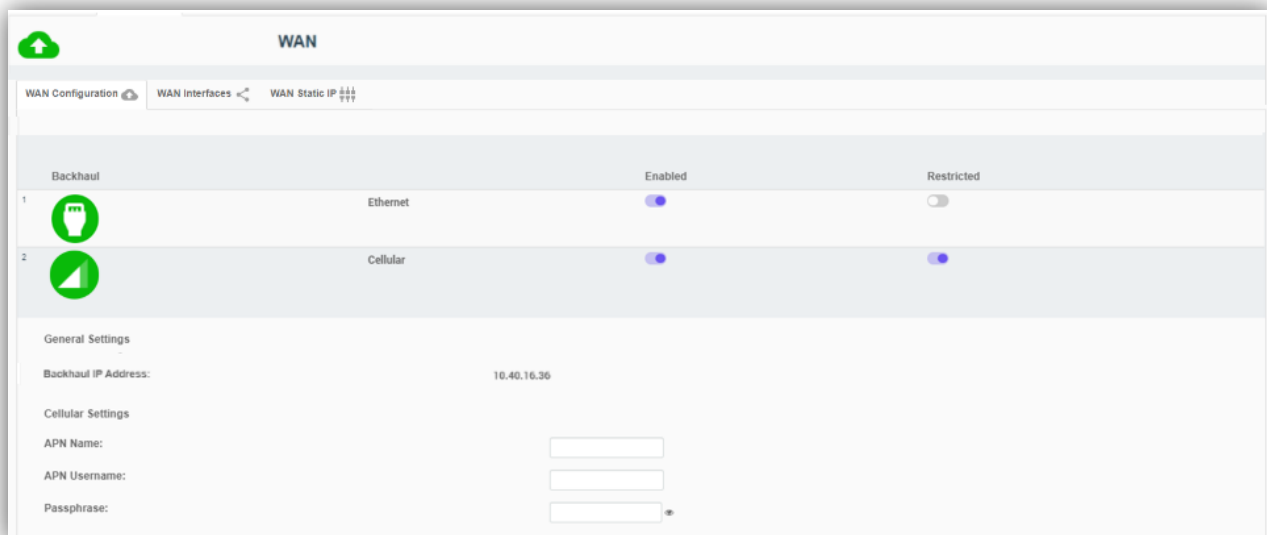 WAN
WAN Configuration WAN Interfaces WAN Static IP
Backhaul Enabled Restricted
1 Ethernet
2 Cellular
General Settings
Backhaul IP Address: 10.40.16.36
Cellular Settings
APN Name:
APN Username:
Passphrase: